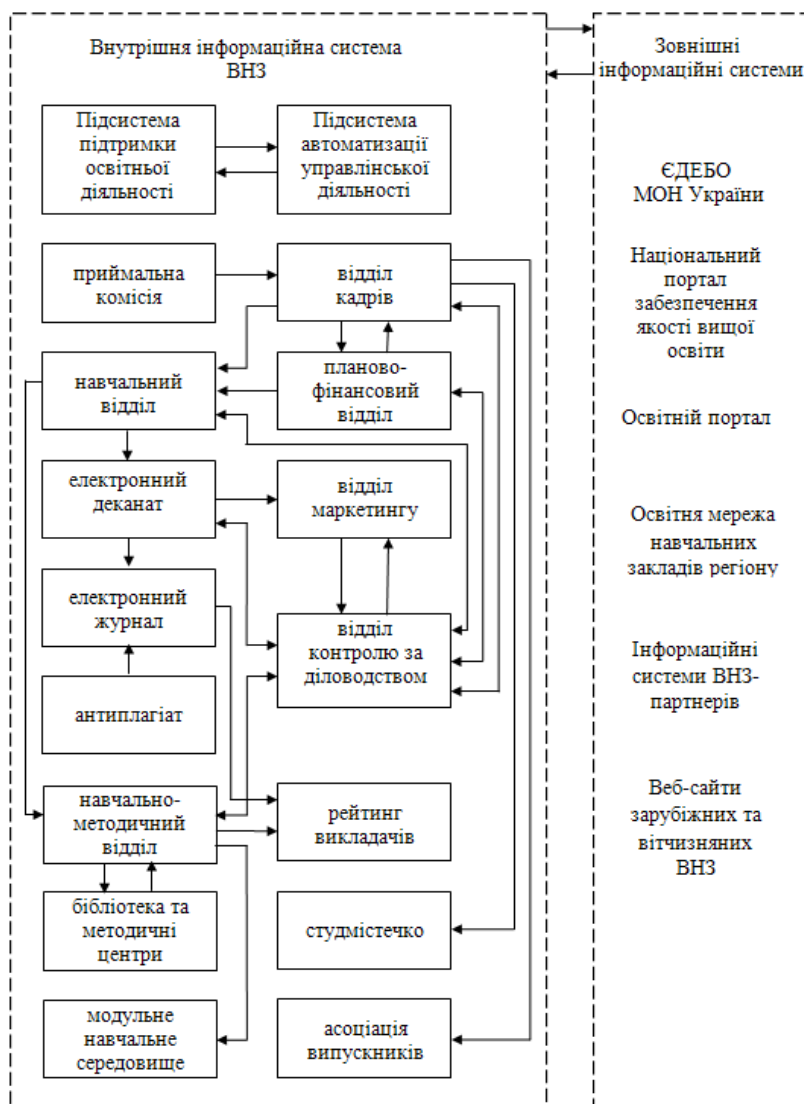 Внутрішня інформаційна система
ВНЗ
Підсистема
підтримки
освітньої
діяльності
Підсистема
автоматизації
управлінської
діяльності
приймальна
комісія
відділ
кадрів
навчальний
відділ
планово-
фінансовий
відділ
електронний
деканат
відділ
маркетингу
електронний
журнал
відділ
контролю за
діловодством
антиплагіат
навчально-
методичний
відділ
рейтинг
викладачів
бібліотека та
методичні
центри
студмістечко
модульне
навчальне
середовище
асоціація
випускників
Зовнішні
інформаційні системи
ЄДЕБО
МОН України
Національний
портал
забезпечення
якості вищої
освіти
Освітній портал
Освітня мережа
навчальних
закладів регіону
Інформаційні
системи ВНЗ-
партнерів
Веб-сайти
зарубіжних та
вітчизняних
ВНЗ